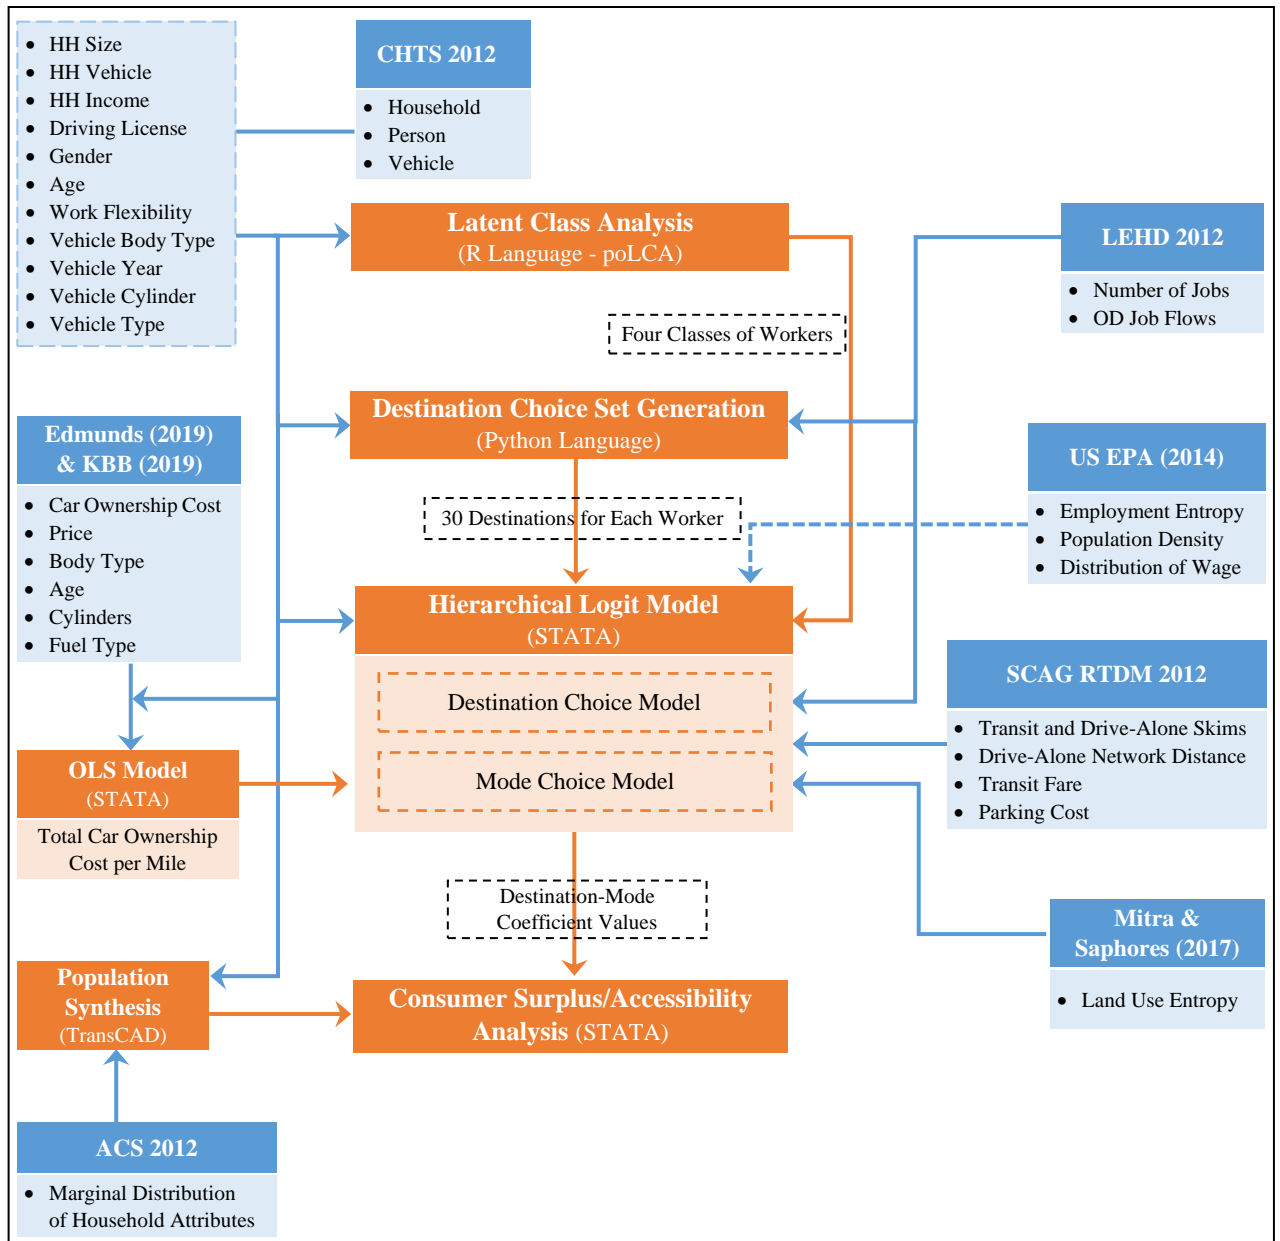 • HH Size
• HH Vehicle
• HH Income
• Driving License
• Gender
• Age
• Work Flexibility
• Vehicle Body Type
• Vehicle Year
• Vehicle Cylinder
• Vehicle Type
CHTS 2012
• Household
• Person
• Vehicle
Latent Class Analysis
(R Language - poLCA)
LEHD 2012
• Number of Jobs
• OD Job Flows
Four Classes of Workers
Destination Choice Set Generation
(Python Language)
Edmunds (2019)
& KBB (2019)
• Car Ownership Cost
• Price
• Body Type
• Age
• Cylinders
• Fuel Type
US EPA (2014)
• Employment Entropy
• Population Density
• Distribution of Wage
30 Destinations for Each Worker
Hierarchical Logit Model
(STATA)
Destination Choice Model
Mode Choice Model
SCAG RTDM 2012
• Transit and Drive-Alone Skims
• Drive-Alone Network Distance
• Transit Fare
• Parking Cost
OLS Model
(STATA)
Total Car Ownership
Cost per Mile
Destination-Mode
Coefficient Values
Mitra &
Saphores (2017)
• Land Use Entropy
Population
Synthesis
(TransCAD)
Consumer Surplus/Accessibility
Analysis (STATA)
ACS 2012
• Marginal Distribution
of Household Attributes